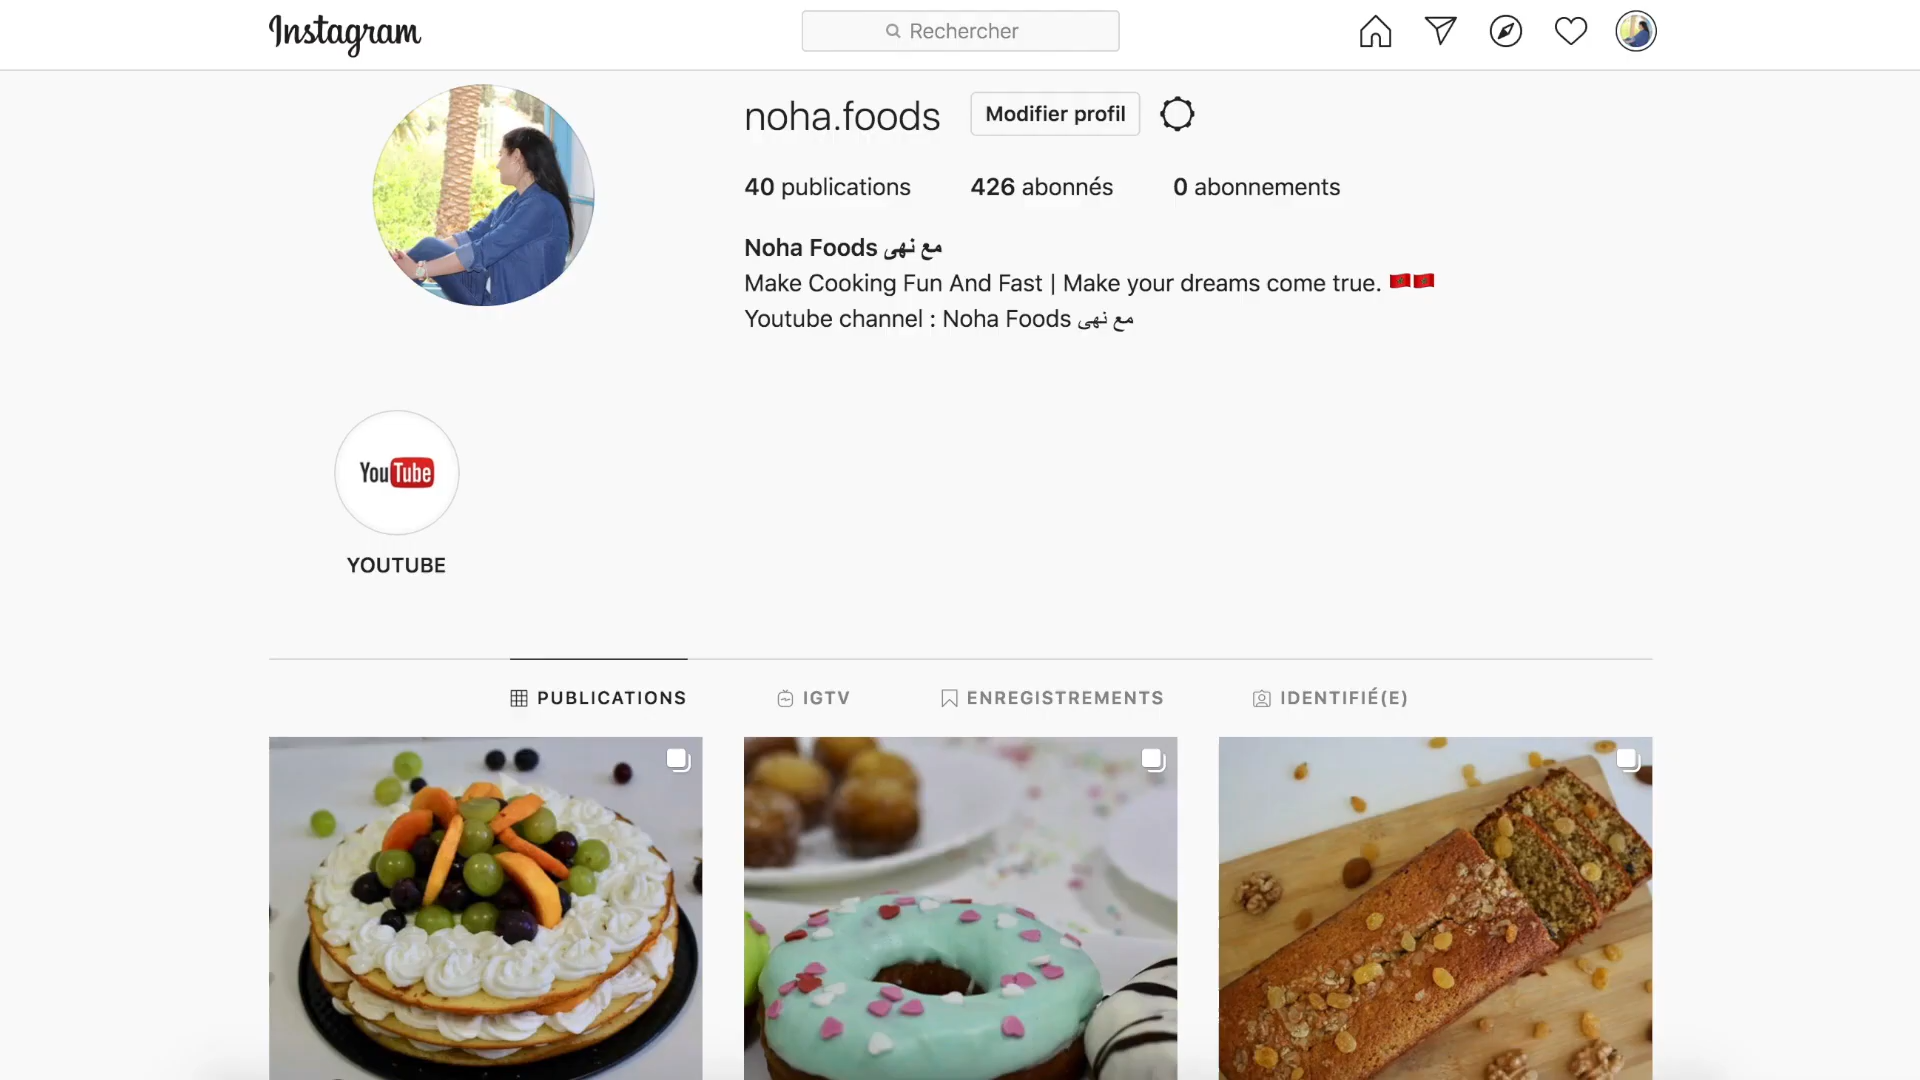 Instagram
Rechercher
noha.foods
Modifier profil
40 publications
426 abonnés
0 abonnements
Noha Foods مع نهى
Make Cooking Fun And Fast | Make your dreams come true. 🇲🇦🇲🇦
Youtube channel : Noha Foods مع نهى
YouTube
YOUTUBE
PUBLICATIONS
IGTV
ENREGISTREMENTS
IDENTIFIÉ(E)